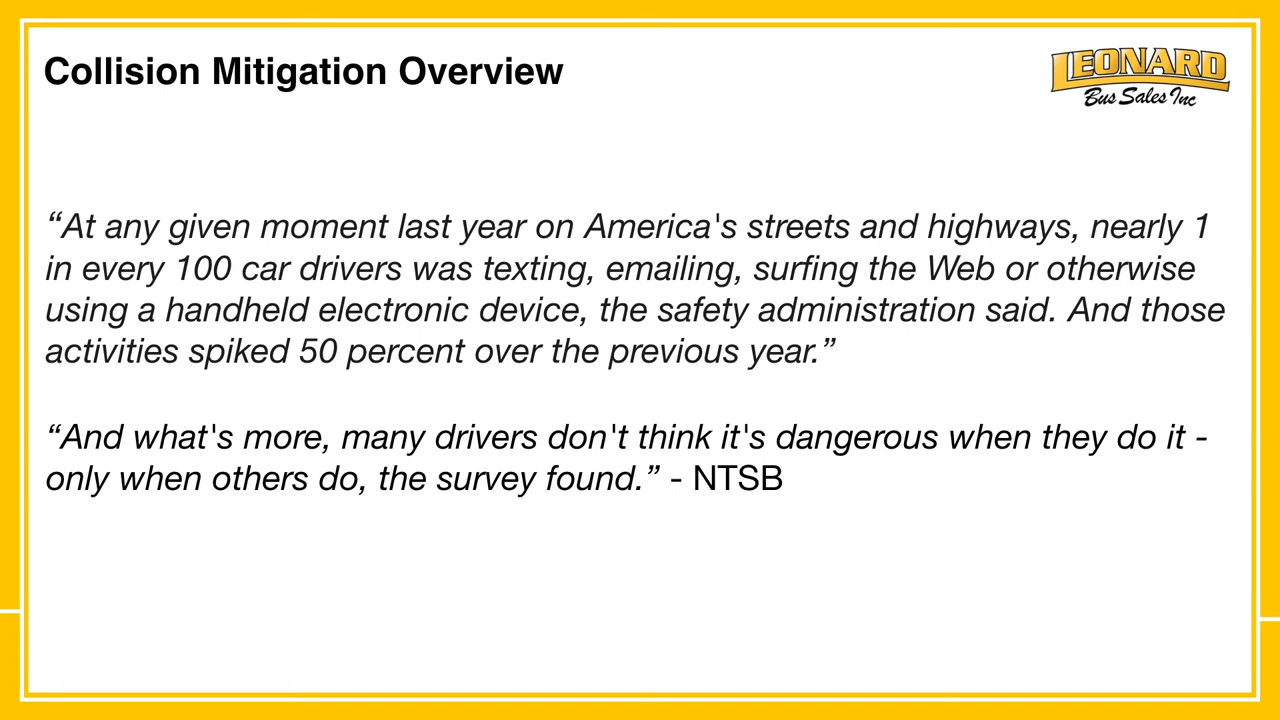 Collision Mitigation Overview
LEONARD
Bus Sales Inc
“At any given moment last year on America's streets and highways, nearly 1
in every 100 car drivers was texting, emailing, surfing the Web or otherwise
using a handheld electronic device, the safety administration said. And those
activities spiked 50 percent over the previous year.”
“And what's more, many drivers don't think it's dangerous when they do it -
only when others do, the survey found.” - NTSB